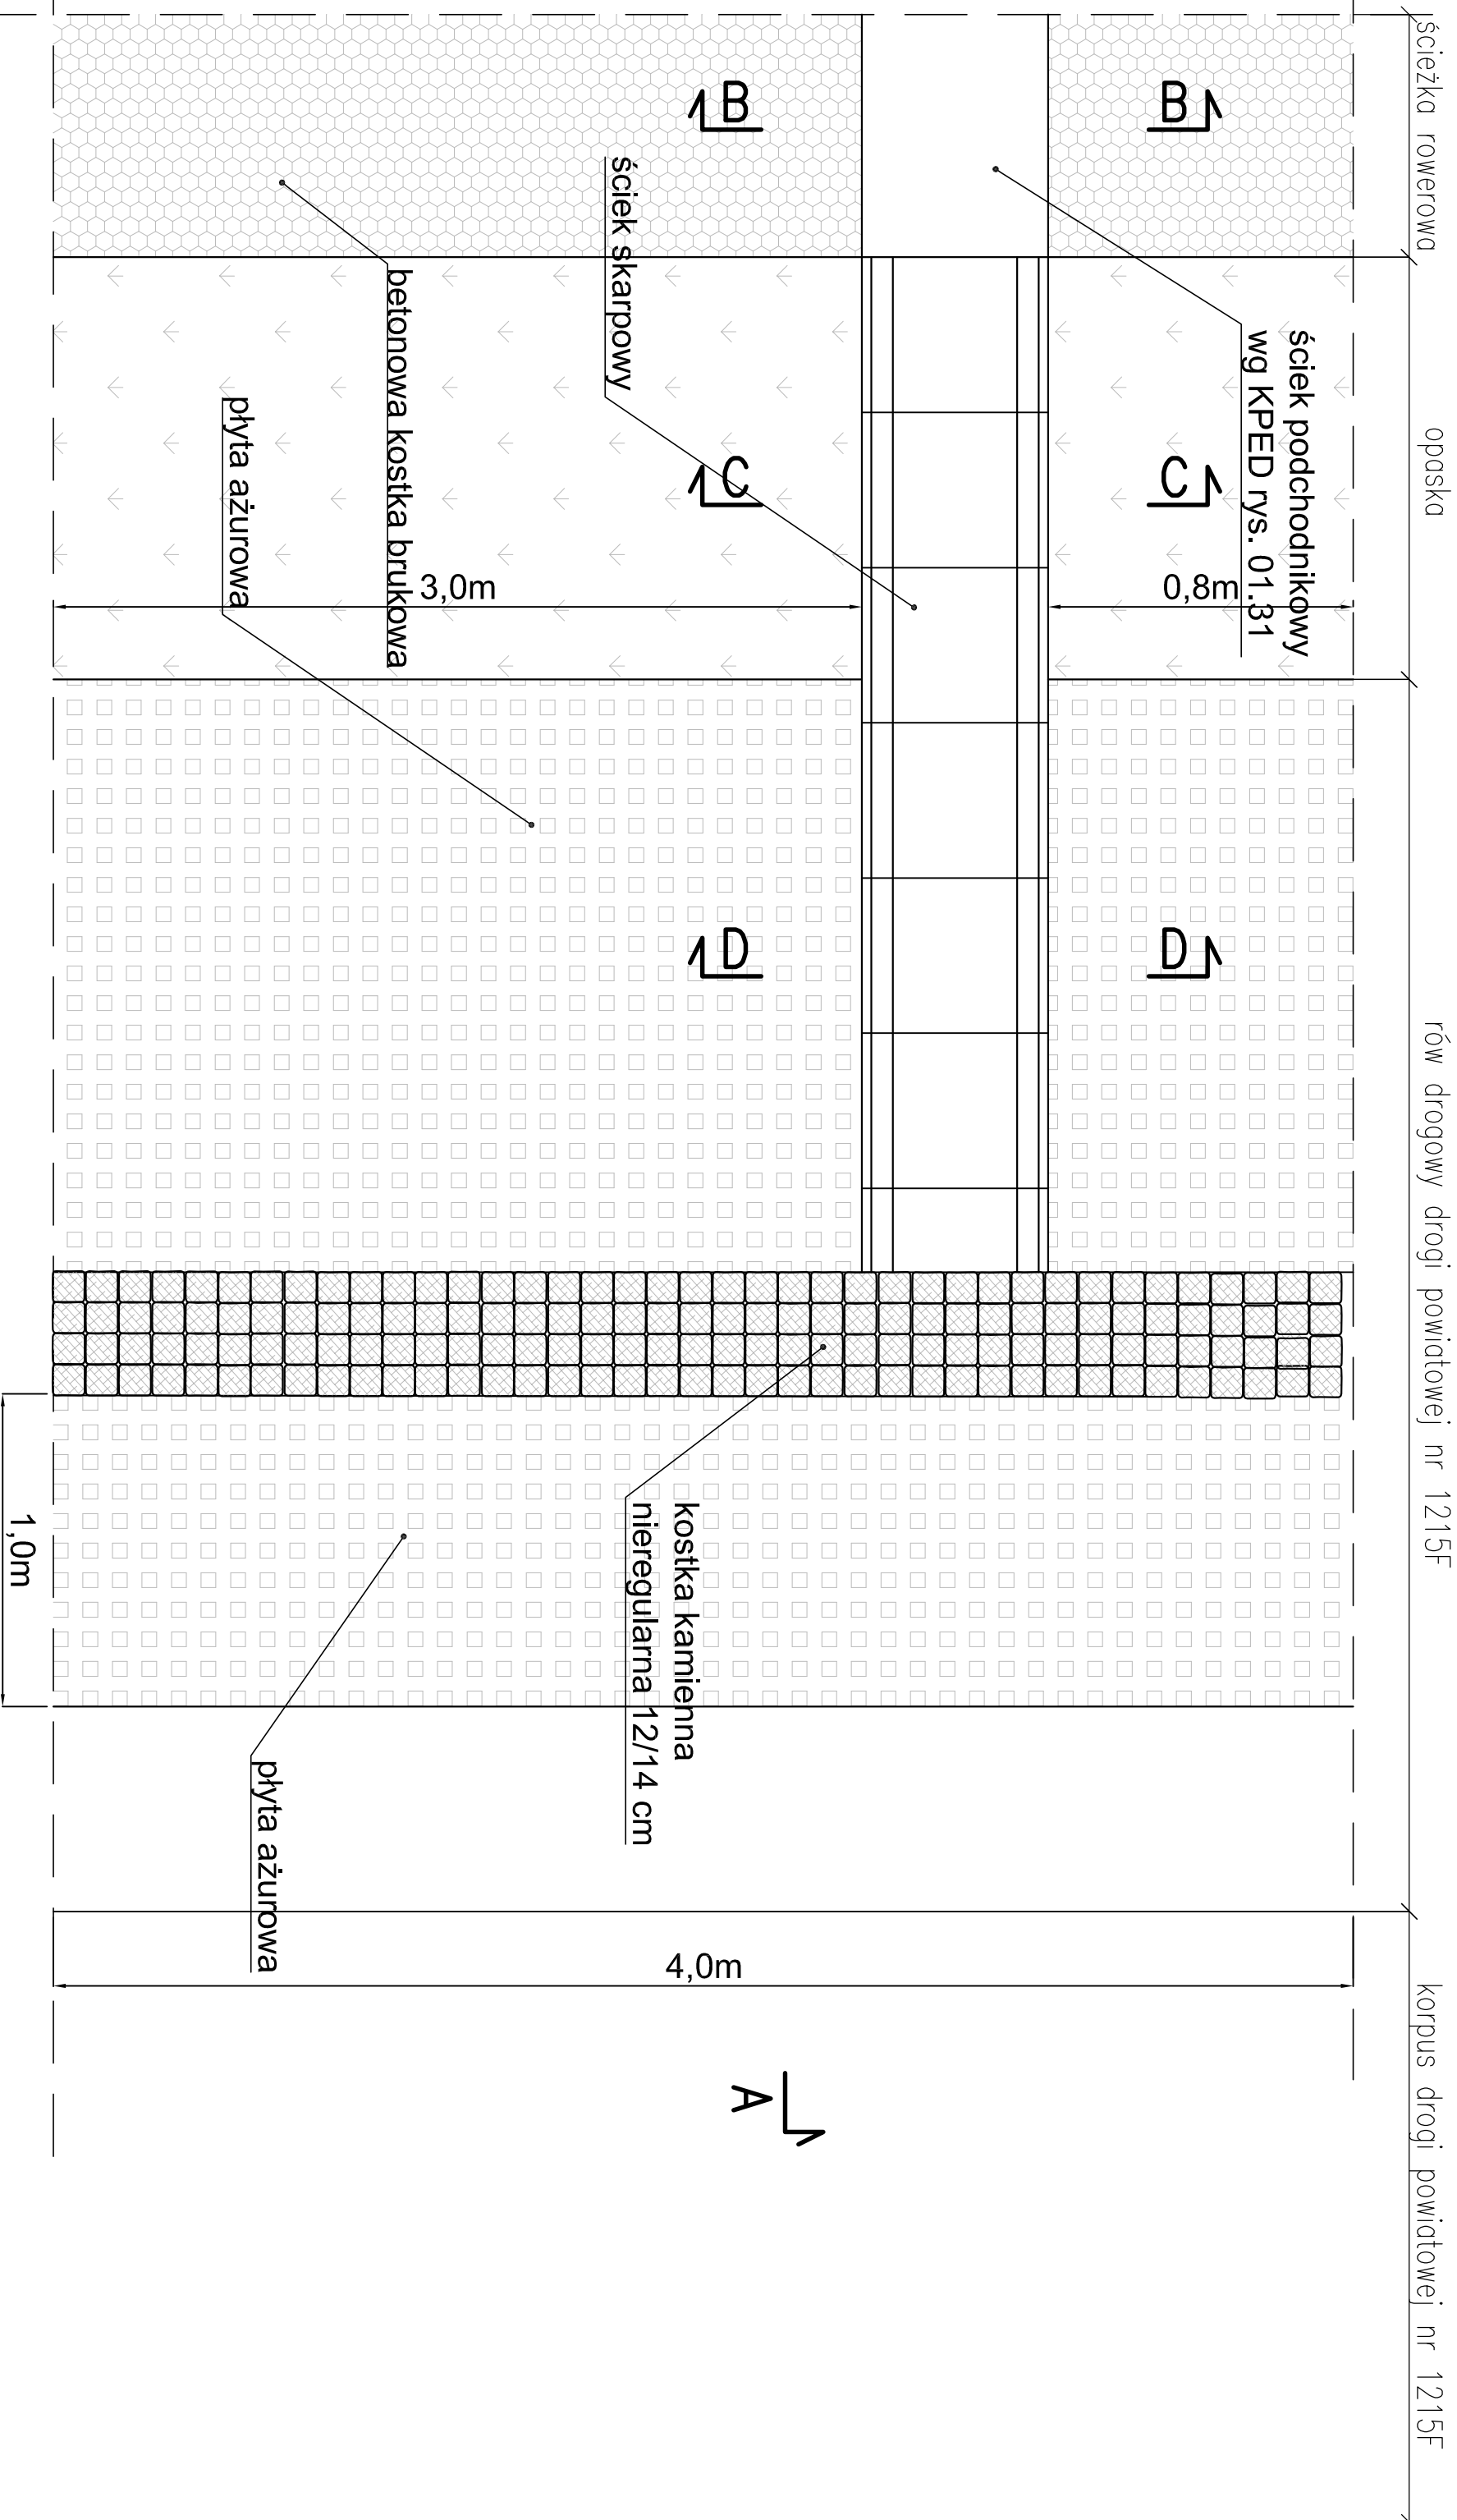 ścieżka rowerowa
opaska
rów drogowy drogi powiatowej nr 1215F
korpus drogi powiatowej nr 1215F
ściek podchodnikowy
wg KPED rys. 01.31
B
B
C
C
D
D
0,8m
3,0m
ściek skarpowy
betonowa kostka brukowa
płyta ażurowa
kostka kamienna
nieregularna 12/14 cm
płyta ażurowa
4,0m
1,0m
A